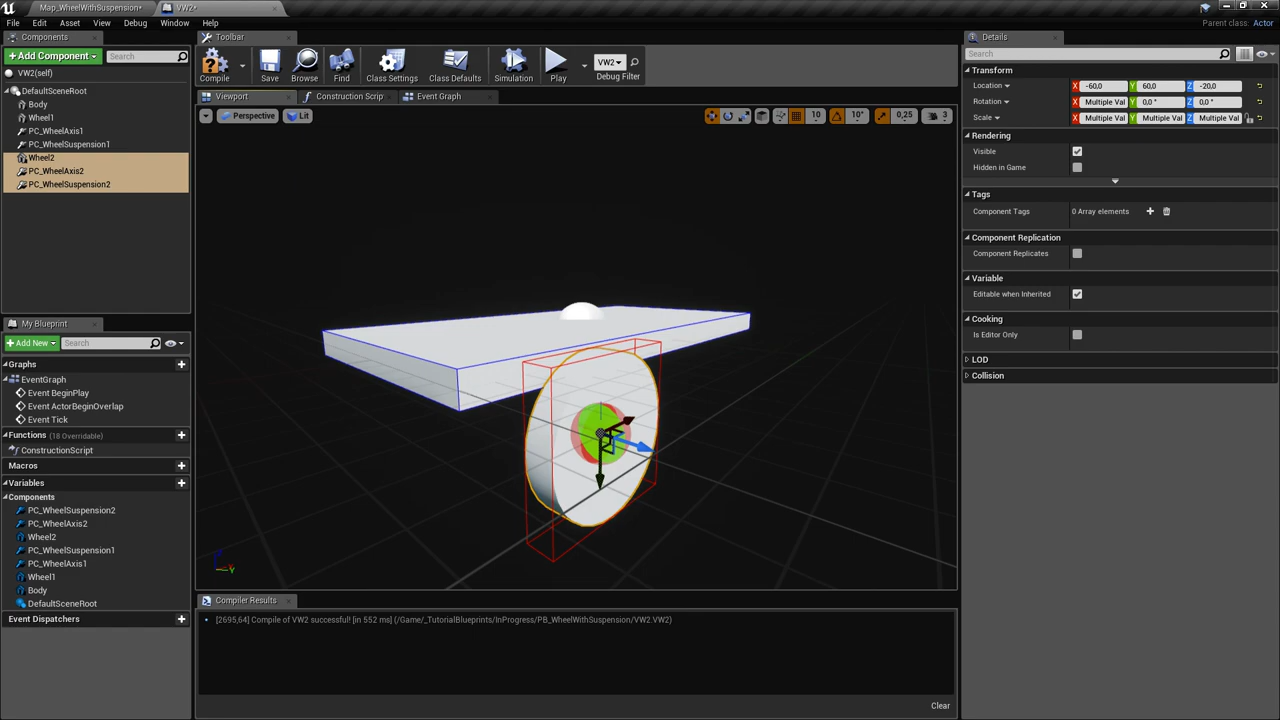 Map_WheelWithSuspension*
VW2*
File Edit Asset View Debug Window Help
Parent class: Actor
Components
Toolbar
Details
Add Component
Search
Compile
Save
Browse
Find
Class Settings
Class Defaults
Simulation
Play
VW2
Debug Filter
Search
VW2(self)
DefaultSceneRoot
Body
Wheel1
PC_WheelAxis1
PC_WheelSuspension1
Wheel2
PC_WheelAxis2
PC_WheelSuspension2
Viewport
Construction Scrip
Event Graph
Perspective
Lit
10
10°
0,25
3
Transform
Location X -60,0 Y 60,0 Z -20,0
Rotation X Multiple Val Y 0,0 ° Z 0,0 °
Scale X Multiple Val Y Multiple Val Z Multiple Val
Rendering
Visible
Hidden in Game
Tags
Component Tags 0 Array elements
Component Replication
Component Replicates
Variable
Editable when Inherited
Cooking
Is Editor Only
LOD
Collision
My Blueprint
Add New
Search
Graphs
EventGraph
Event BeginPlay
Event ActorBeginOverlap
Event Tick
Functions (18 Overridable)
ConstructionScript
Macros
Variables
Components
PC_WheelSuspension2
PC_WheelAxis2
Wheel2
PC_WheelSuspension1
PC_WheelAxis1
Wheel1
Body
DefaultSceneRoot
Event Dispatchers
Z
Y
Compiler Results
[2695,64] Compile of VW2 successful! [in 552 ms] (/Game/_TutorialBlueprints/InProgress/PB_WheelWithSuspension/VW2.VW2)
Clear